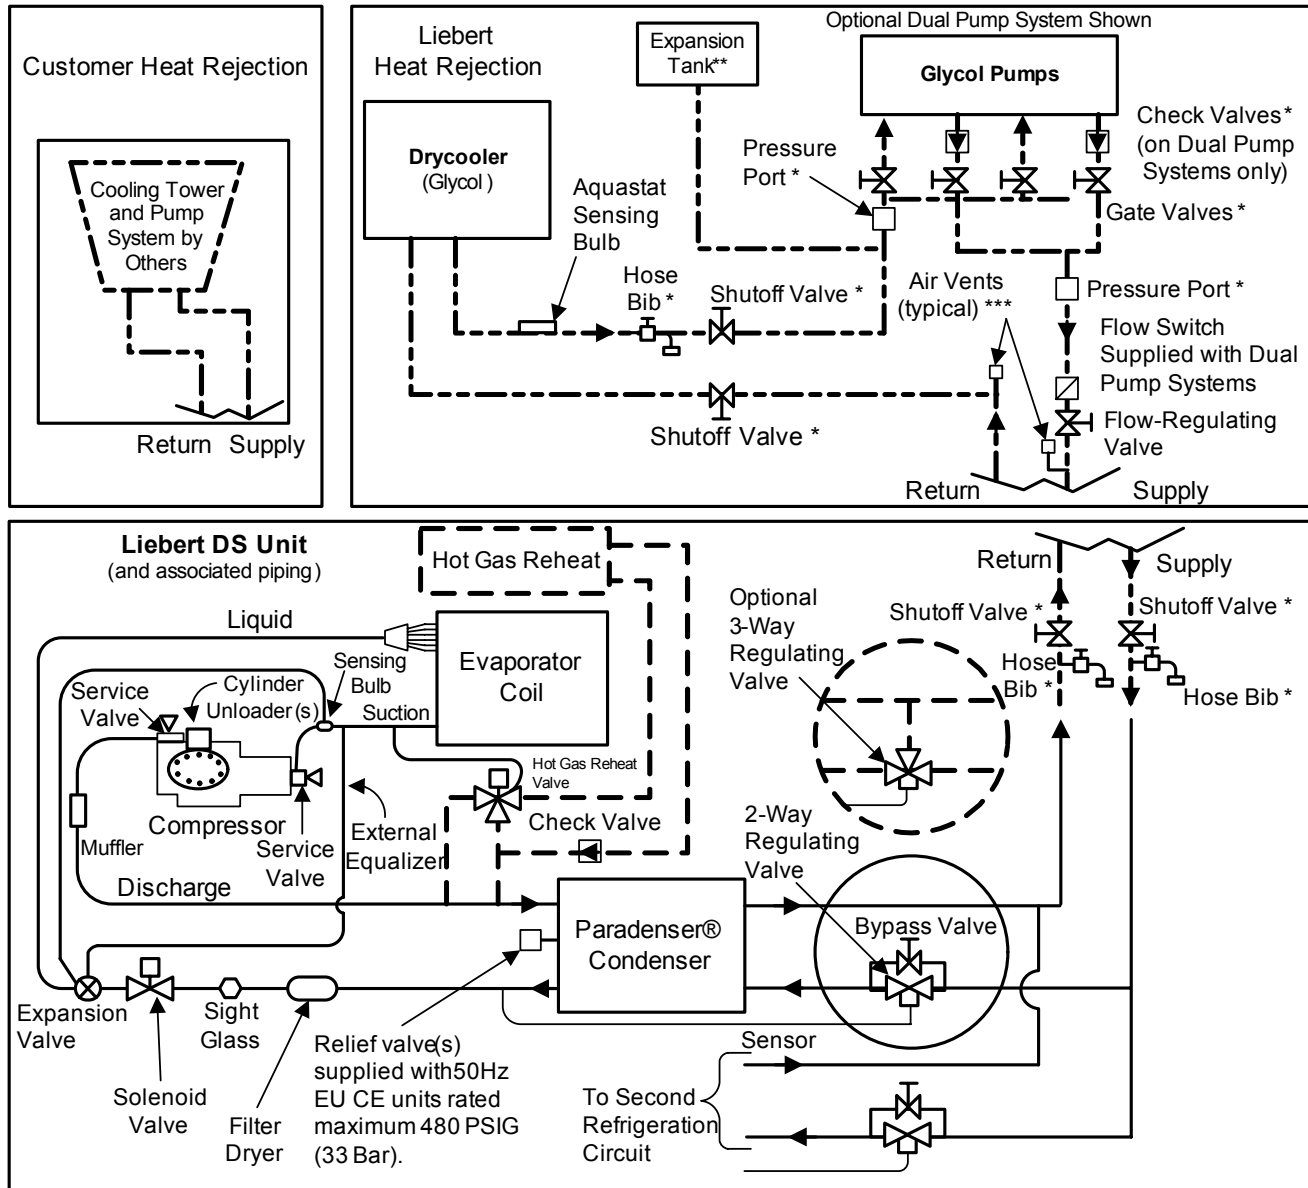 Customer Heat Rejection
Cooling Tower
and Pump
System by
Others
Return Supply
Liebert
Heat Rejection
Drycooler
(Glycol )
Expansion
Tank**
Optional Dual Pump System Shown
Glycol Pumps
Check Valves *
(on Dual Pump
Systems only)
Pressure
Port *
Aquastat
Sensing
Bulb
Gate Valves *
Hose
Bib *
Shutoff Valve *
Air Vents
(typical) ***
Pressure Port *
Flow Switch
Supplied with Dual
Pump Systems
Shutoff Valve *
Flow-Regulating
Valve
Return
Supply
Liebert DS Unit
(and associated piping)
Hot Gas Reheat
Return
Supply
Optional
3-Way
Regulating
Valve
Shutoff Valve *
Shutoff Valve *
Liquid
Evaporator
Coil
Sensing
Bulb
Service
Valve
Cylinder
Unloader(s)
Suction
Hose
Bib *
Hose Bib *
Hot Gas Reheat
Valve
Compressor
Muffler
Service
Valve
External
Equalizer
Check Valve
2-Way
Regulating
Valve
Discharge
Paradenser®
Condenser
Bypass Valve
Expansion
Valve
Sight
Glass
Solenoid
Valve
Filter
Dryer
Relief valve(s)
supplied with 50Hz
EU CE units rated
maximum 480 PSIG
(33 Bar).
Sensor
To Second
Refrigeration
Circuit